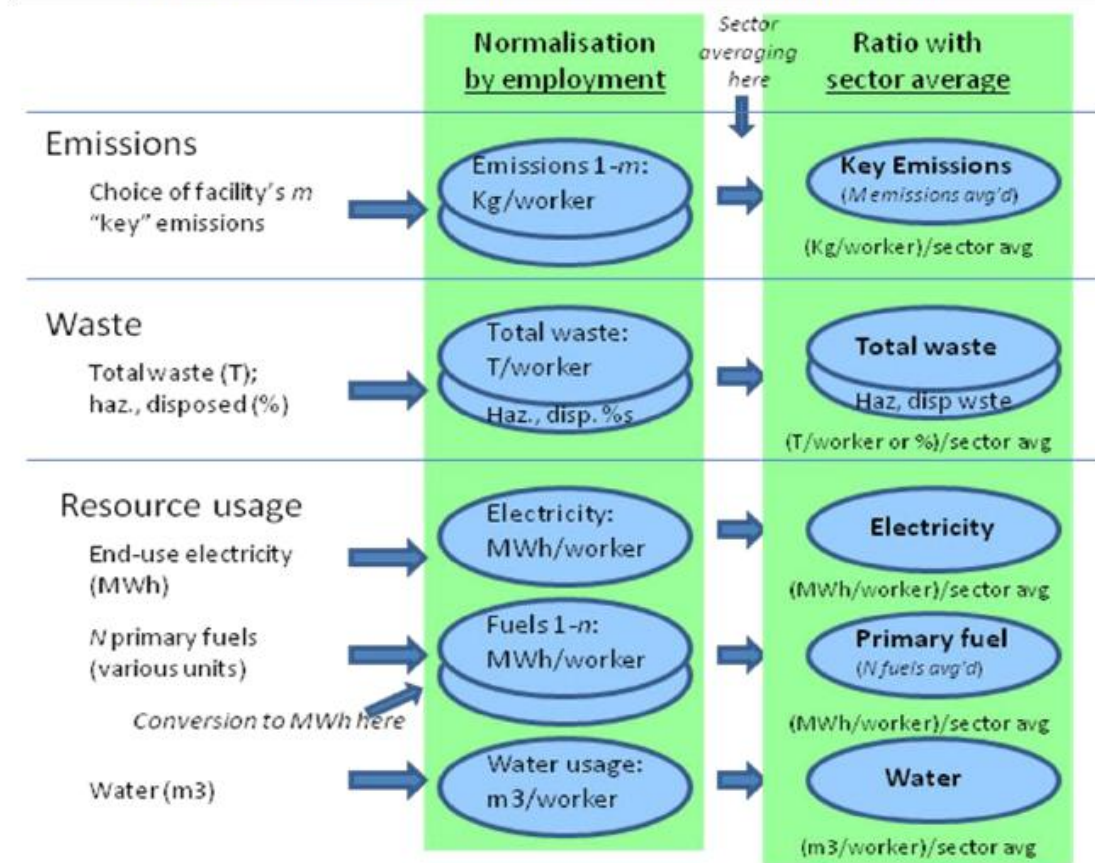 Normalisation
by employment
Sector
averaging
here
Ratio with
sector average
Emissions
Choice of facility's m
"key" emissions
Emissions 1-m:
Kg/worker
Key Emissions
(M emissions avg'd)
(Kg/worker)/sector avg
Waste
Total waste (T);
haz., disposed (%)
Total waste:
T/worker
Haz., disp. %s
Total waste
Haz, disp wste
(T/worker or %)/sector avg
Resource usage
End-use electricity
(MWh)
Electricity:
MWh/worker
Electricity
(MWh/worker)/sector avg
N primary fuels
(various units)
Fuels 1-n:
MWh/worker
Primary fuel
(N fuels avg'd)
Conversion to MWh here
(MWh/worker)/sector avg
Water (m3)
Water usage:
m3/worker
Water
(m3/worker)/sector avg